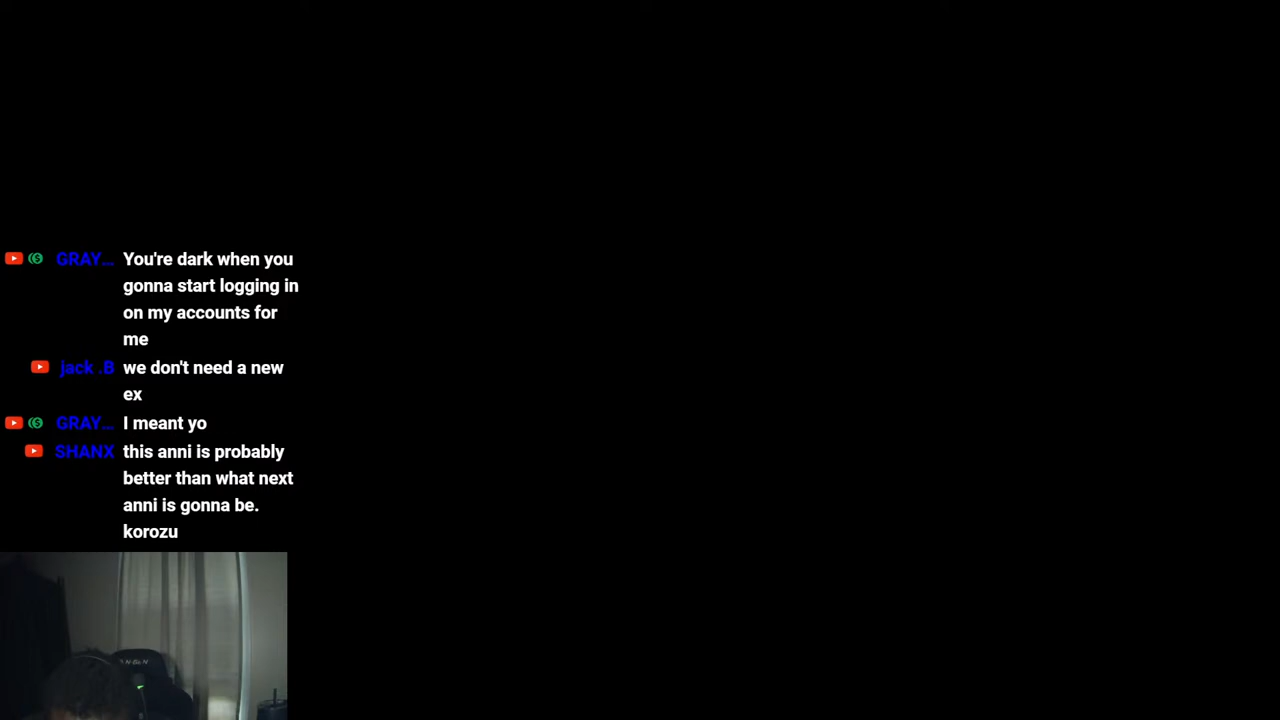 GRAY… You're dark when you
gonna start logging in
on my accounts for
me
jack .B we don't need a new
ex
GRAY… I meant yo
SHANX this anni is probably
better than what next
anni is gonna be.
korozu